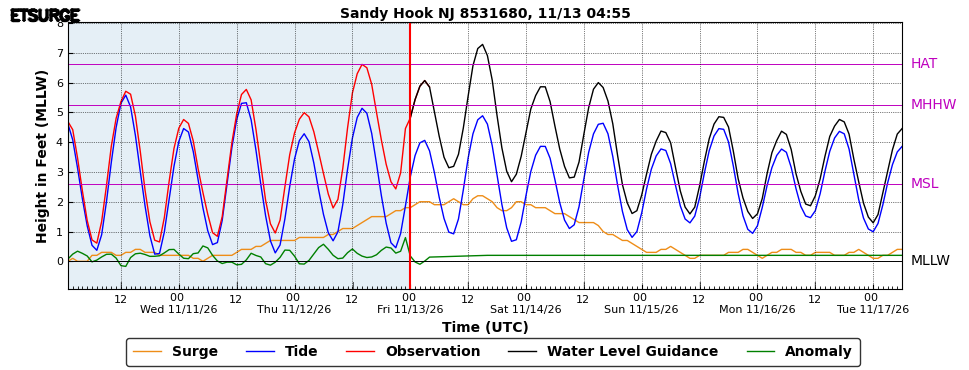 ETSURGE
Sandy Hook NJ 8531680, 11/13 04:55
8
7
6
5
4
3
2
1
0
Height in Feet (MLLW)
HAT
MHHW
MSL
MLLW
12 00 12 00 12 00 12 00 12 00 12 00 12 00
Wed 11/11/26 Thu 11/12/26 Fri 11/13/26 Sat 11/14/26 Sun 11/15/26 Mon 11/16/26 Tue 11/17/26
Time (UTC)
Surge Tide Observation Water Level Guidance Anomaly